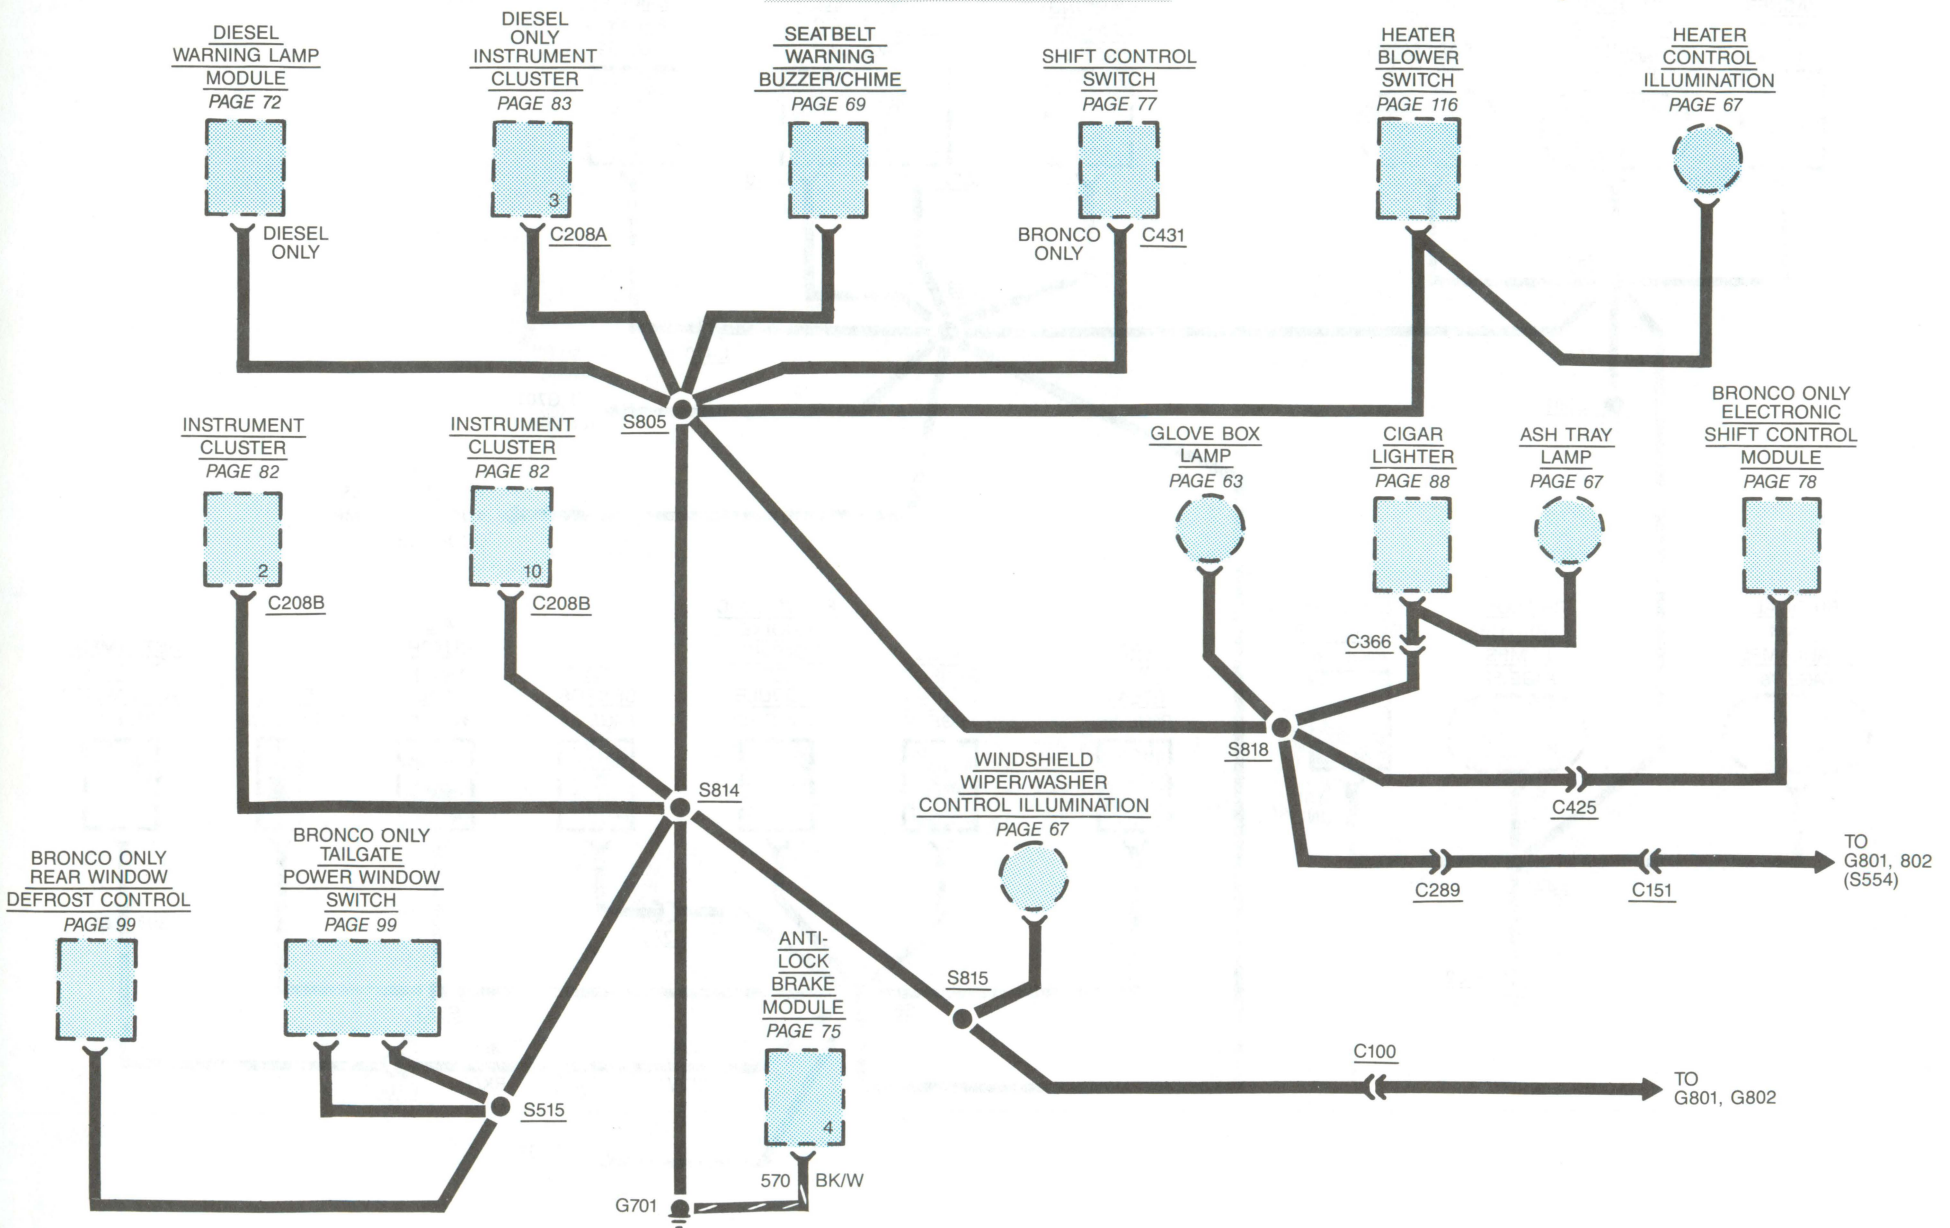 DIESEL
WARNING LAMP
MODULE
PAGE 72
DIESEL
ONLY
DIESEL
ONLY
INSTRUMENT
CLUSTER
PAGE 83
3
C208A
SEATBELT
WARNING
BUZZER/CHIME
PAGE 69
SHIFT CONTROL
SWITCH
PAGE 77
BRONCO
ONLY
C431
HEATER
BLOWER
SWITCH
PAGE 116
HEATER
CONTROL
ILLUMINATION
PAGE 67
S805
INSTRUMENT
CLUSTER
PAGE 82
2
C208B
INSTRUMENT
CLUSTER
PAGE 82
10
C208B
GLOVE BOX
LAMP
PAGE 63
CIGAR
LIGHTER
PAGE 88
C366
ASH TRAY
LAMP
PAGE 67
BRONCO ONLY
ELECTRONIC
SHIFT CONTROL
MODULE
PAGE 78
S818
C425
C289
C151
TO
G801, 802
(S554)
S814
WINDSHIELD
WIPER/WASHER
CONTROL ILLUMINATION
PAGE 67
BRONCO ONLY
REAR WINDOW
DEFROST CONTROL
PAGE 99
BRONCO ONLY
TAILGATE
POWER WINDOW
SWITCH
PAGE 99
S515
ANTI-
LOCK
BRAKE
MODULE
PAGE 75
4
570 BK/W
G701
S815
C100
TO
G801, G802